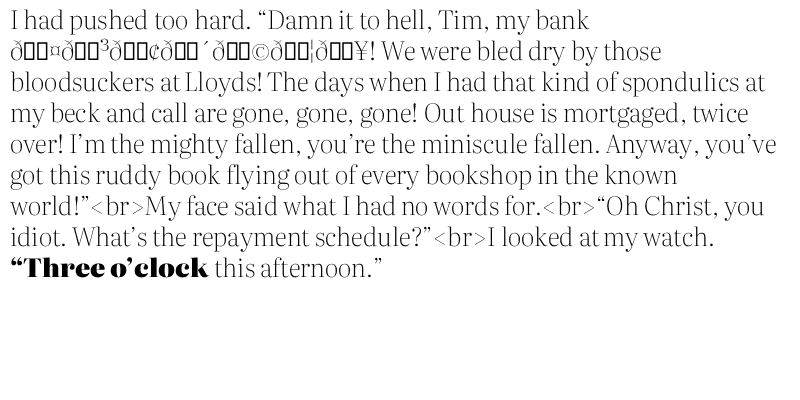 I had pushed too hard. “Damn it to hell, Tim, my bank
! We were bled dry by those
bloodsuckers at Lloyds! The days when I had that kind of spondulics at
my beck and call are gone, gone, gone! Out house is mortgaged, twice
over! I’m the mighty fallen, you’re the miniscule fallen. Anyway, you’ve
got this ruddy book flying out of every bookshop in the known
world!”<br>My face said what I had no words for.<br>“Oh Christ, you
idiot. What’s the repayment schedule?”<br>I looked at my watch.
“Three o’clock this afternoon.”